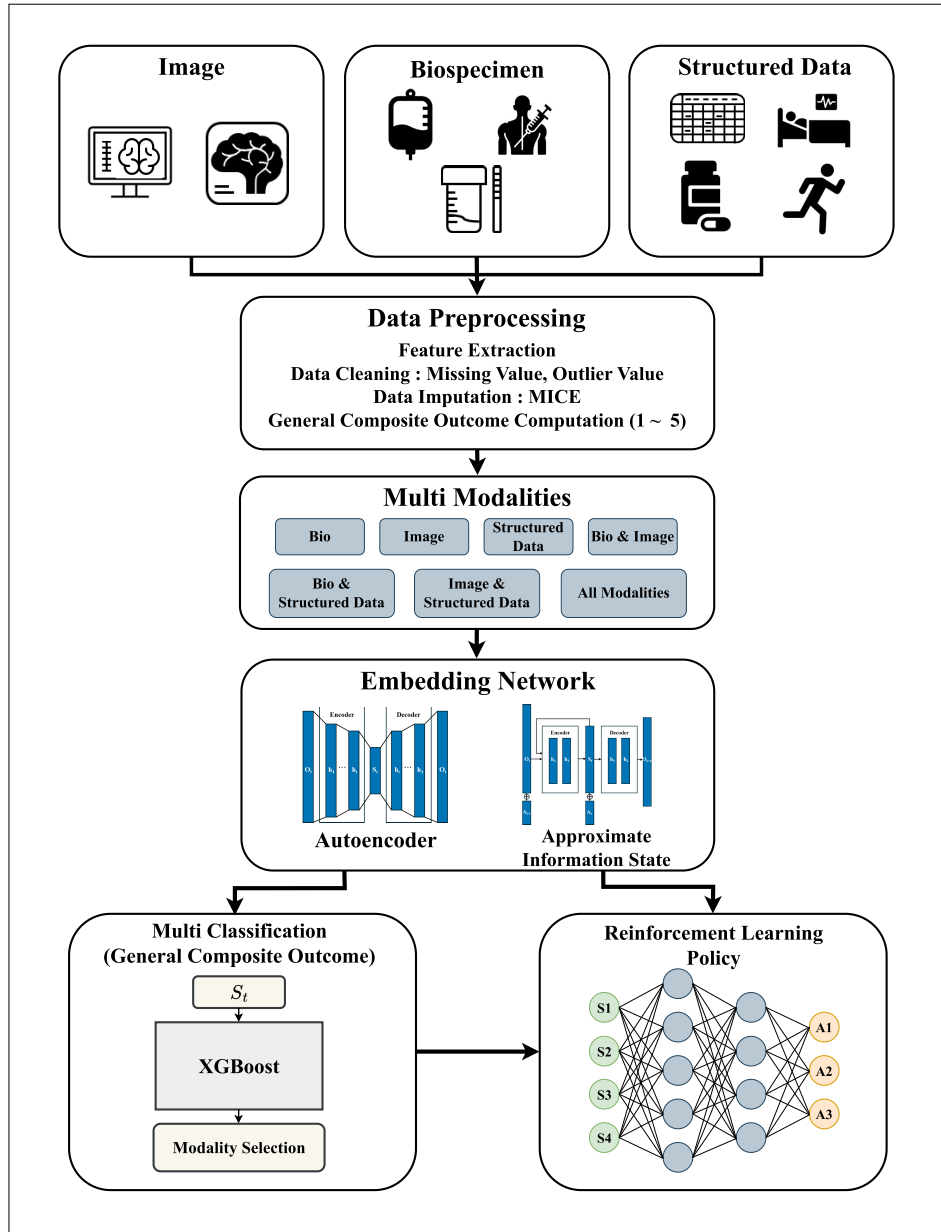 Image
Biospecimen
Structured Data
Data Preprocessing
Feature Extraction
Data Cleaning : Missing Value, Outlier Value
Data Imputation : MICE
General Composite Outcome Computation (1 ~ 5)
Multi Modalities
Bio
Image
Structured
Data
Bio & Image
Bio &
Structured Data
Image &
Structured Data
All Modalities
Embedding Network
Encoder
Decoder
Autoencoder
Encoder
Decoder
Approximate
Information State
Multi Classification
(General Composite Outcome)
S_t
XGBoost
Modality Selection
Reinforcement Learning
Policy
S1
S2
S3
S4
A1
A2
A3